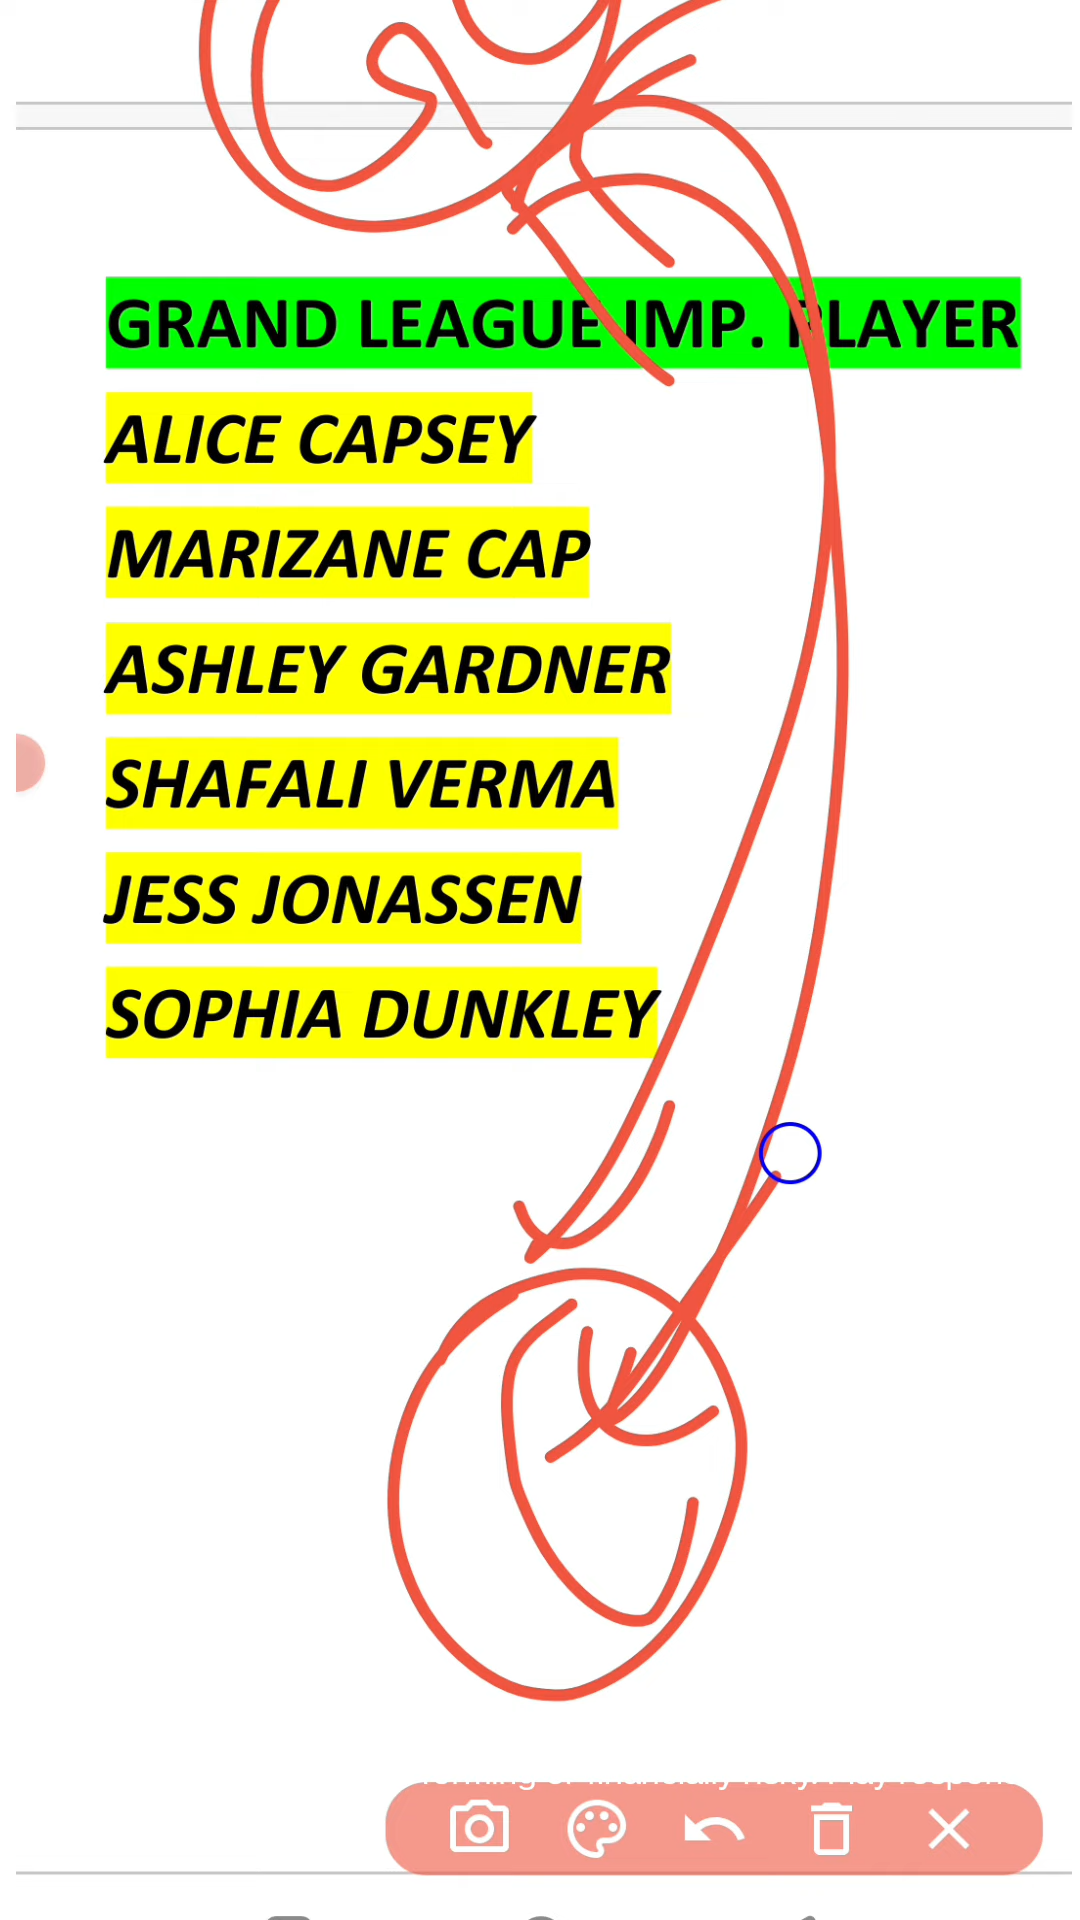 GRAND LEAGUE IMP. PLAYER
ALICE CAPSEY
MARIZANE CAP
ASHLEY GARDNER
SHAFALI VERMA
JESS JONASSEN
SOPHIA DUNKLEY